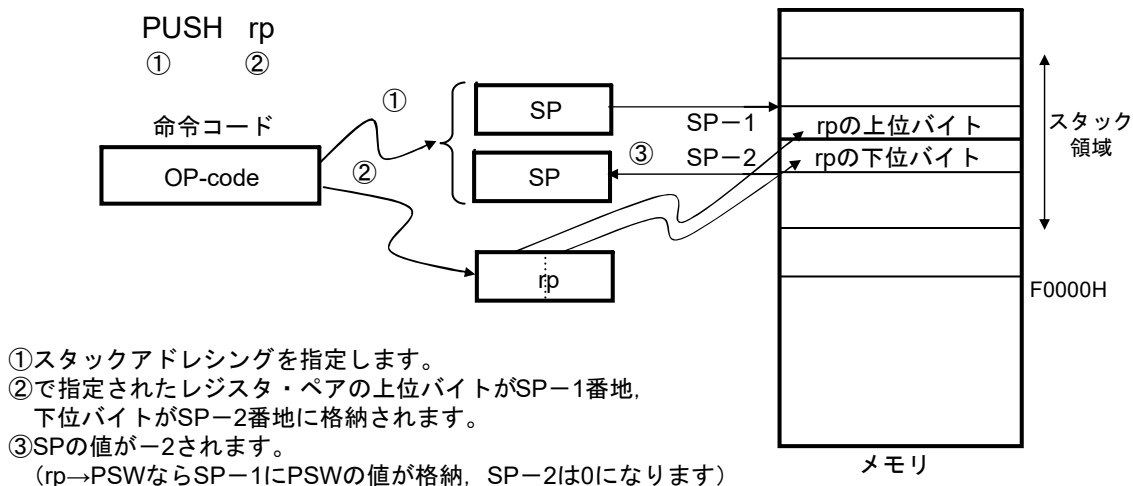 PUSH rp
① ②
命令コード
OP-code
①
②
SP
SP
③
rp
SP－1
SP－2
rpの上位バイト
rpの下位バイト
スタック
領域
F0000H
メモリ
①スタックアドレシングを指定します。
②で指定されたレジスタ・ペアの上位バイトがSP－1番地，
下位バイトがSP－2番地に格納されます。
③SPの値が－2されます。
（rp→PSWならSP－1にPSWの値が格納，SP－2は0になります）